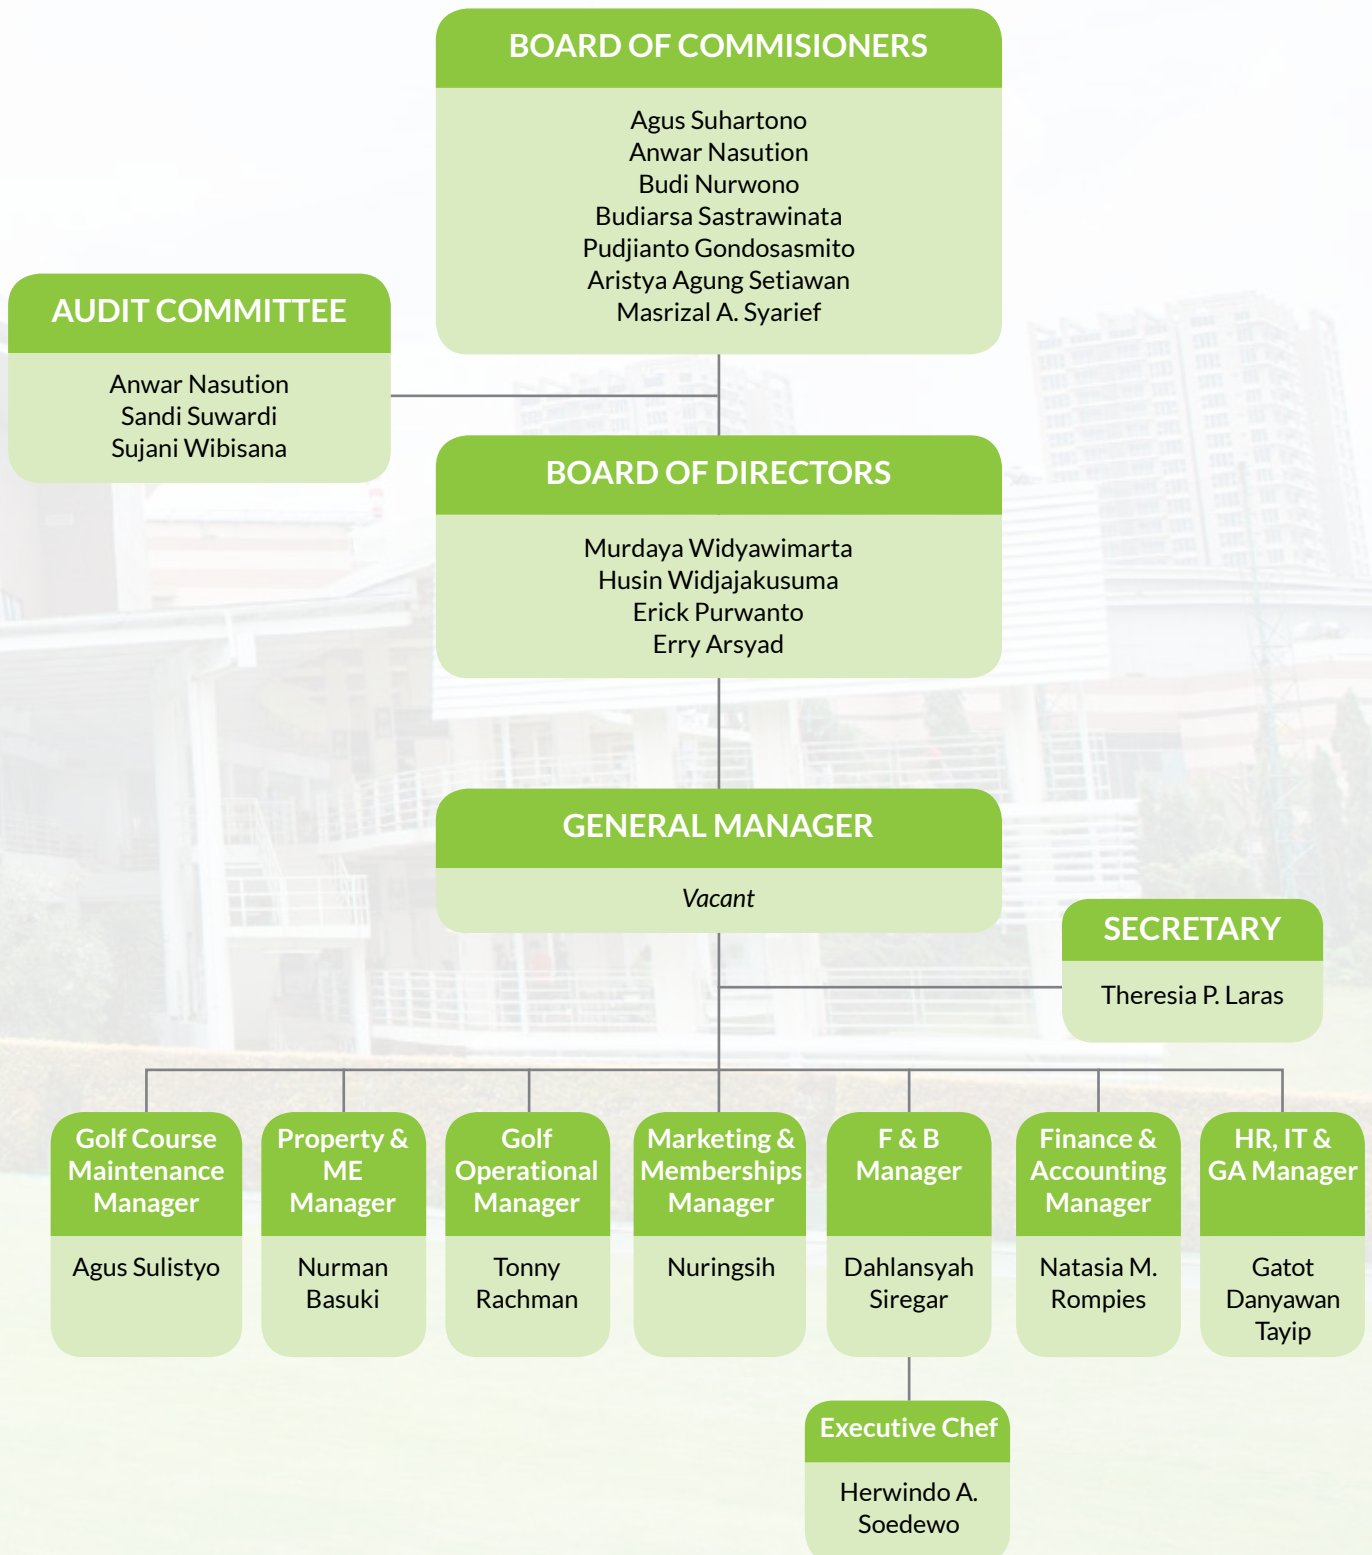 BOARD OF COMMISIONERS
Agus Suhartono
Anwar Nasution
Budi Nurwono
Budiarsa Sastrawinata
Pudjianto Gondosasmito
Aristya Agung Setiawan
Masrizal A. Syarief
AUDIT COMMITTEE
Anwar Nasution
Sandi Suwardi
Sujani Wibisana
BOARD OF DIRECTORS
Murdaya Widyawimarta
Husin Widjajakusuma
Erick Purwanto
Erry Arsyad
GENERAL MANAGER
Vacant
SECRETARY
Theresia P. Laras
Golf Course
Maintenance
Manager
Agus Sulistyo
Property &
ME
Manager
Nurman
Basuki
Golf
Operational
Manager
Tonny
Rachman
Marketing &
Memberships
Manager
Nuringsih
F & B
Manager
Dahlansyah
Siregar
Finance &
Accounting
Manager
Natasia M.
Rompies
HR, IT &
GA Manager
Gatot
Danyawan
Tayip
Executive Chef
Herwindo A.
Soedewo